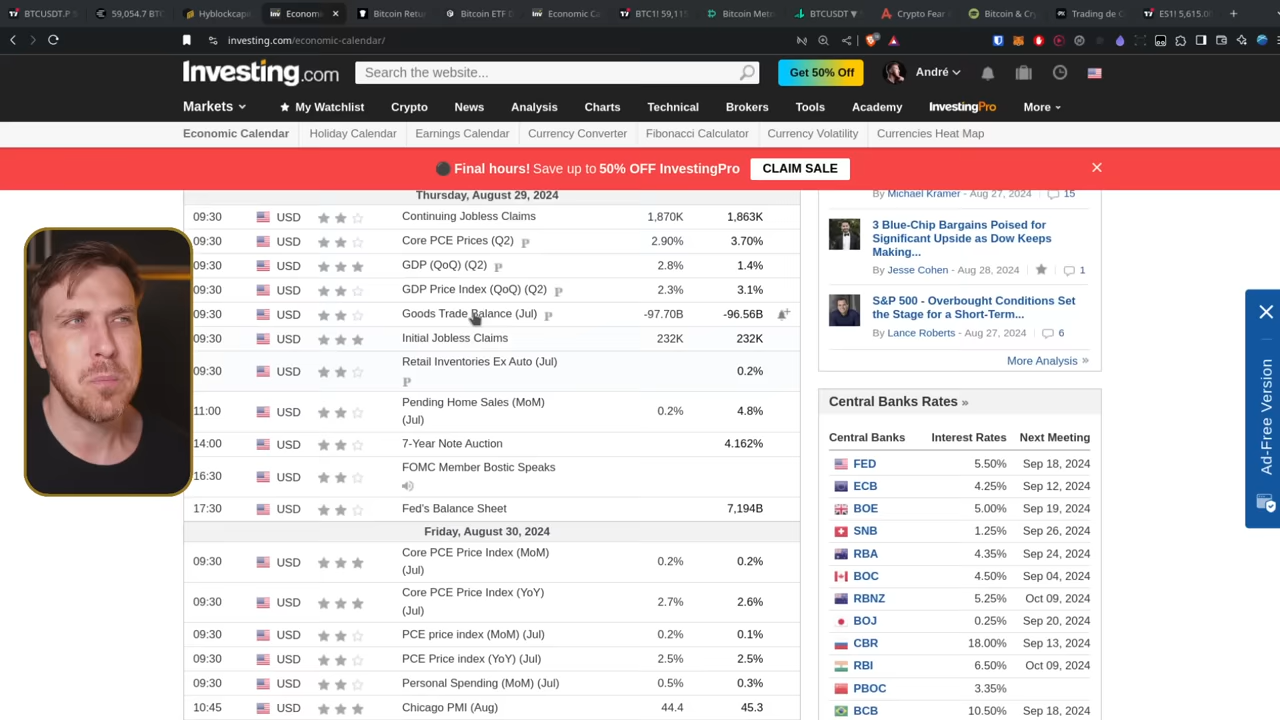 BTCUSDT.P
59,054.7 BTC
Hyblockcap
Econom
Bitcoin Retu
Bitcoin ETF D
Economic Ca
BTC1! 59,11
Bitcoin Metr
BTCUSDT
Crypto Fear
Bitcoin & Cr
Trading de C
ES1! 5,615.0
investing.com/economic-calendar/
Investing.com
Search the website...
Get 50% Off
André
Markets
My Watchlist
Crypto
News
Analysis
Charts
Technical
Brokers
Tools
Academy
InvestingPro
More
Economic Calendar
Holiday Calendar
Earnings Calendar
Currency Converter
Fibonacci Calculator
Currency Volatility
Currencies Heat Map
Final hours! Save up to 50% OFF InvestingPro
CLAIM SALE
Thursday, August 29, 2024
09:30 USD Continuing Jobless Claims 1,870K 1,863K
09:30 USD Core PCE Prices (Q2) P 2.90% 3.70%
09:30 USD GDP (QoQ) (Q2) P 2.8% 1.4%
09:30 USD GDP Price Index (QoQ) (Q2) P 2.3% 3.1%
09:30 USD Goods Trade Balance (Jul) P -97.70B -96.56B
09:30 USD Initial Jobless Claims 232K 232K
09:30 USD Retail Inventories Ex Auto (Jul) 0.2%
P
11:00 USD Pending Home Sales (MoM) 0.2% 4.8%
(Jul)
14:00 USD 7-Year Note Auction 4.162%
16:30 USD FOMC Member Bostic Speaks
17:30 USD Fed's Balance Sheet 7,194B
Friday, August 30, 2024
09:30 USD Core PCE Price Index (MoM) 0.2% 0.2%
(Jul)
09:30 USD Core PCE Price Index (YoY) 2.7% 2.6%
(Jul)
09:30 USD PCE price index (MoM) (Jul) 0.2% 0.1%
09:30 USD PCE Price index (YoY) (Jul) 2.5% 2.5%
09:30 USD Personal Spending (MoM) (Jul) 0.5% 0.3%
10:45 USD Chicago PMI (Aug) 44.4 45.3
By Michael Kramer - Aug 27, 2024 15
3 Blue-Chip Bargains Poised for
Significant Upside as Dow Keeps
Making...
By Jesse Cohen - Aug 28, 2024 1
S&P 500 - Overbought Conditions Set
the Stage for a Short-Term...
By Lance Roberts - Aug 27, 2024 6
More Analysis »
Central Banks Rates »
Central Banks Interest Rates Next Meeting
FED 5.50% Sep 18, 2024
ECB 4.25% Sep 12, 2024
BOE 5.00% Sep 19, 2024
SNB 1.25% Sep 26, 2024
RBA 4.35% Sep 24, 2024
BOC 4.50% Sep 04, 2024
RBNZ 5.25% Oct 09, 2024
BOJ 0.25% Sep 20, 2024
CBR 18.00% Sep 13, 2024
RBI 6.50% Oct 09, 2024
PBOC 3.35%
BCB 10.50% Sep 18, 2024
Ad-Free Version